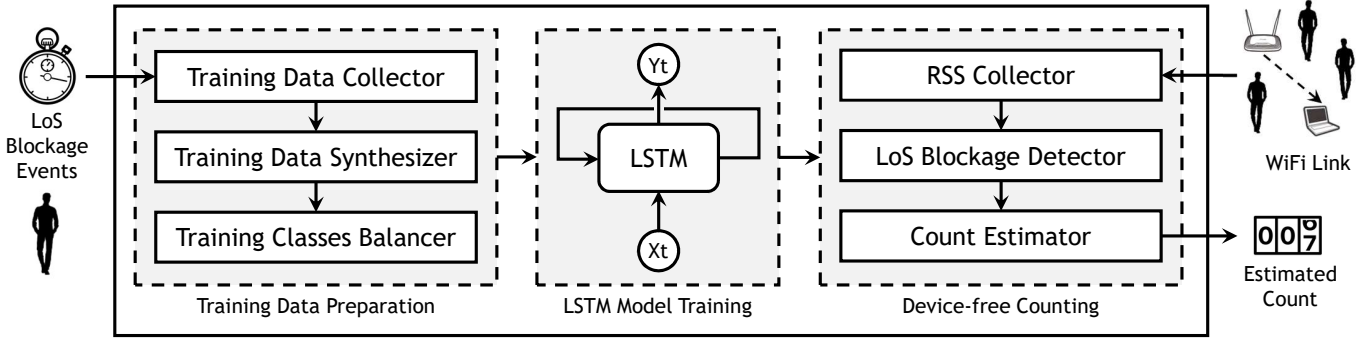 LoS
Blockage
Events
Training Data Collector
Training Data Synthesizer
Training Classes Balancer
Training Data Preparation
Yt
LSTM
Xt
LSTM Model Training
RSS Collector
LoS Blockage Detector
Count Estimator
Device-free Counting
WiFi Link
Estimated
Count